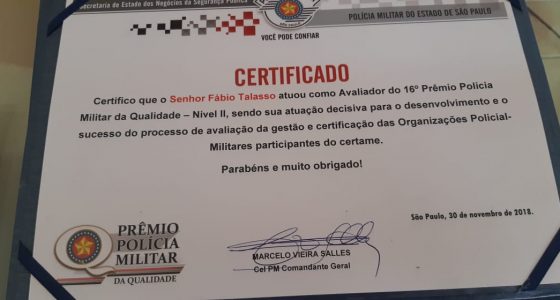 Secretaria de Estado dos Negócios da Segurança Pública
POLÍCIA MILITAR DO ESTADO DE SÃO PAULO
VOCÊ PODE CONFIAR
CERTIFICADO
Certifico que o Senhor Fábio Talasso atuou como Avaliador do 16º Prêmio Polícia
Militar da Qualidade – Nível II, sendo sua atuação decisiva para o desenvolvimento e o
sucesso do processo de avaliação da gestão e certificação das Organizações Policial-
Militares participantes do certame.
Parabéns e muito obrigado!
São Paulo, 30 de novembro de 2018.
PRÊMIO
POLÍCIA
MILITAR
DA QUALIDADE
MARCELO VIEIRA SALLES
Cel PM Comandante Geral